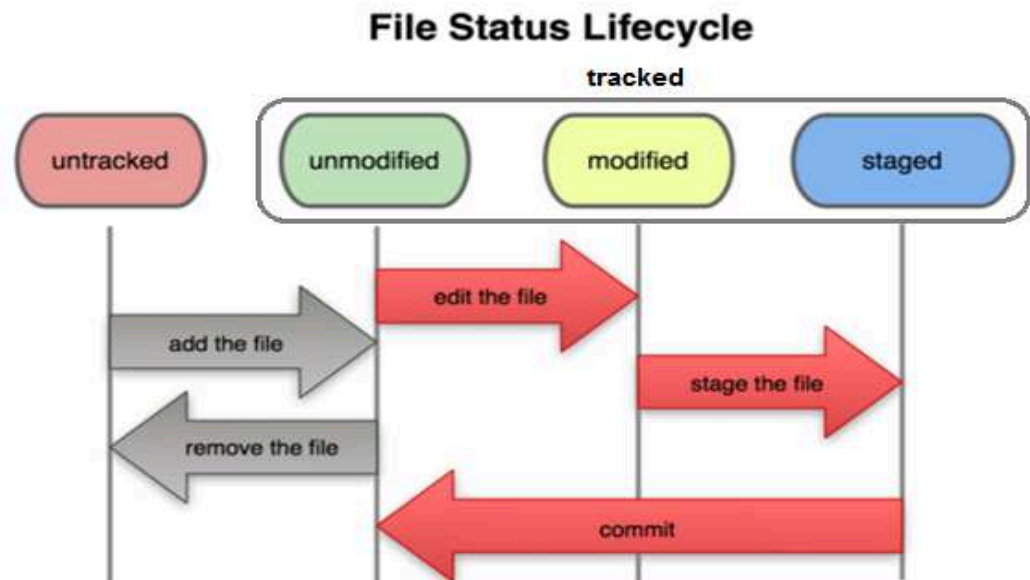 File Status Lifecycle
tracked
untracked
unmodified
modified
staged
edit the file
add the file
stage the file
remove the file
commit